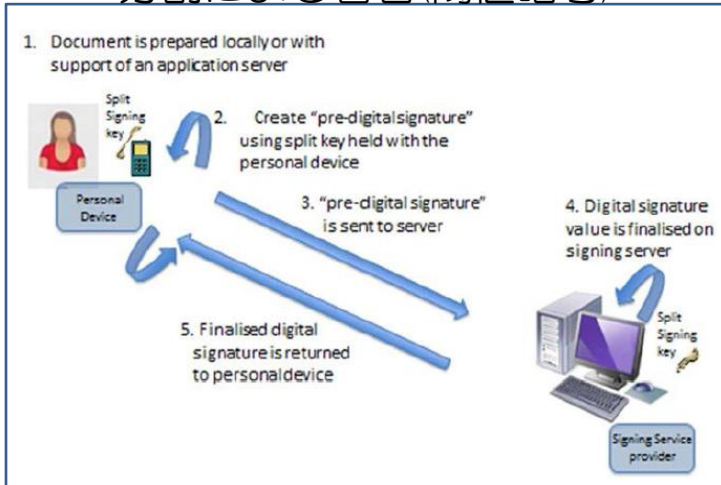 1. Document is prepared locally or with
support of an application server
Split
Signing
key
2. Create “pre-digital signature”
using split key held with the
personal device
Personal
Device
3. “pre-digital signature”
is sent to server
4. Digital signature
value is finalised on
signing server
Split
Signing
key
5. Finalised digital
signature is returned
to personal device
Signing Service
provider